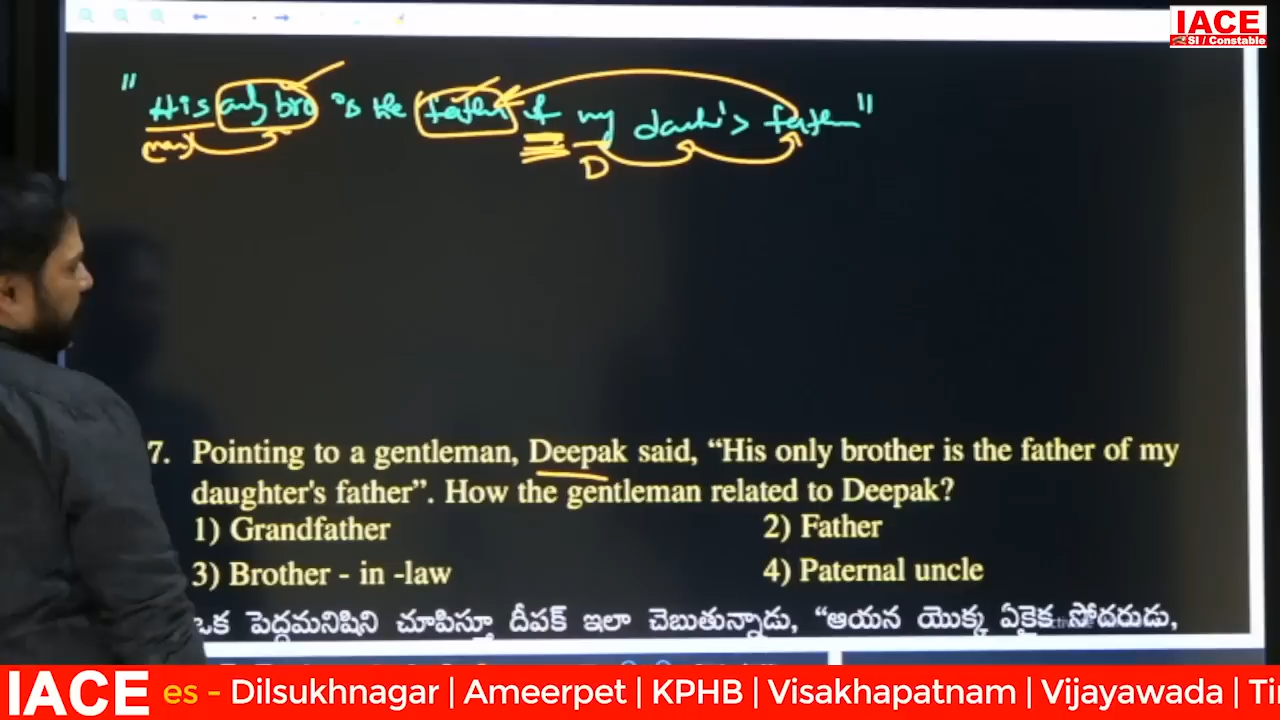 IACE
SI / Constable
"His only bro is the father of my daut's father"
(man)
D
7. Pointing to a gentleman, Deepak said, “His only brother is the father of my
daughter's father”. How the gentleman related to Deepak?
1) Grandfather
2) Father
3) Brother - in -law
4) Paternal uncle
ఒక పెద్దమనిషిని చూపిస్తూ దీపక్ ఇలా చెబుతున్నాడు, “ఆయన యొక్క ఏకైక సోదరుడు,
IACE es - Dilsukhnagar | Ameerpet | KPHB | Visakhapatnam | Vijayawada | Ti